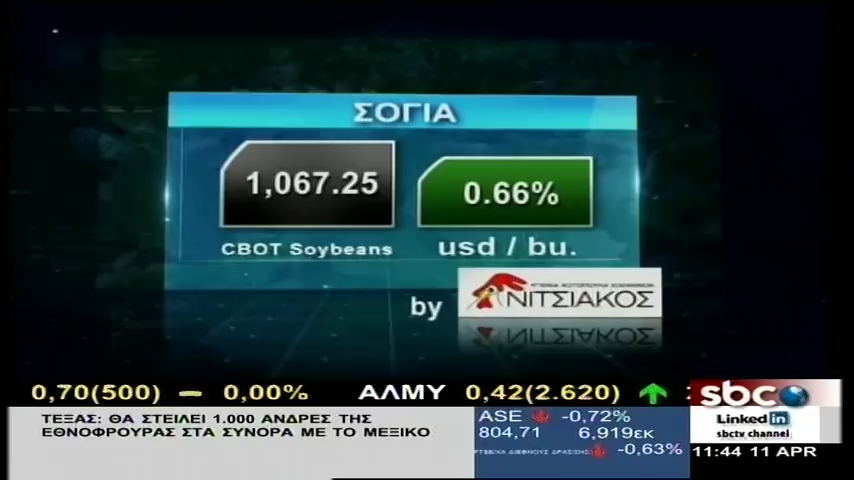 ΣΟΓΙΑ
1,067.25
0.66%
CBOT Soybeans
usd / bu.
by
ΝΙΤΣΙΑΚΟΣ
0,70(500) 0,00% ΑΛΜΥ 0,42(2.620)
sbc
ΤΕΞΑΣ: ΘΑ ΣΤΕΙΛΕΙ 1.000 ΑΝΔΡΕΣ ΤΗΣ
ΕΘΝΟΦΡΟΥΡΑΣ ΣΤΑ ΣΥΝΟΡΑ ΜΕ ΤΟ ΜΕΞΙΚΟ
ASE -0,72%
804,71 6,919εκ
-0,63%
Linked in
sbctv channel
11:44 11 APR